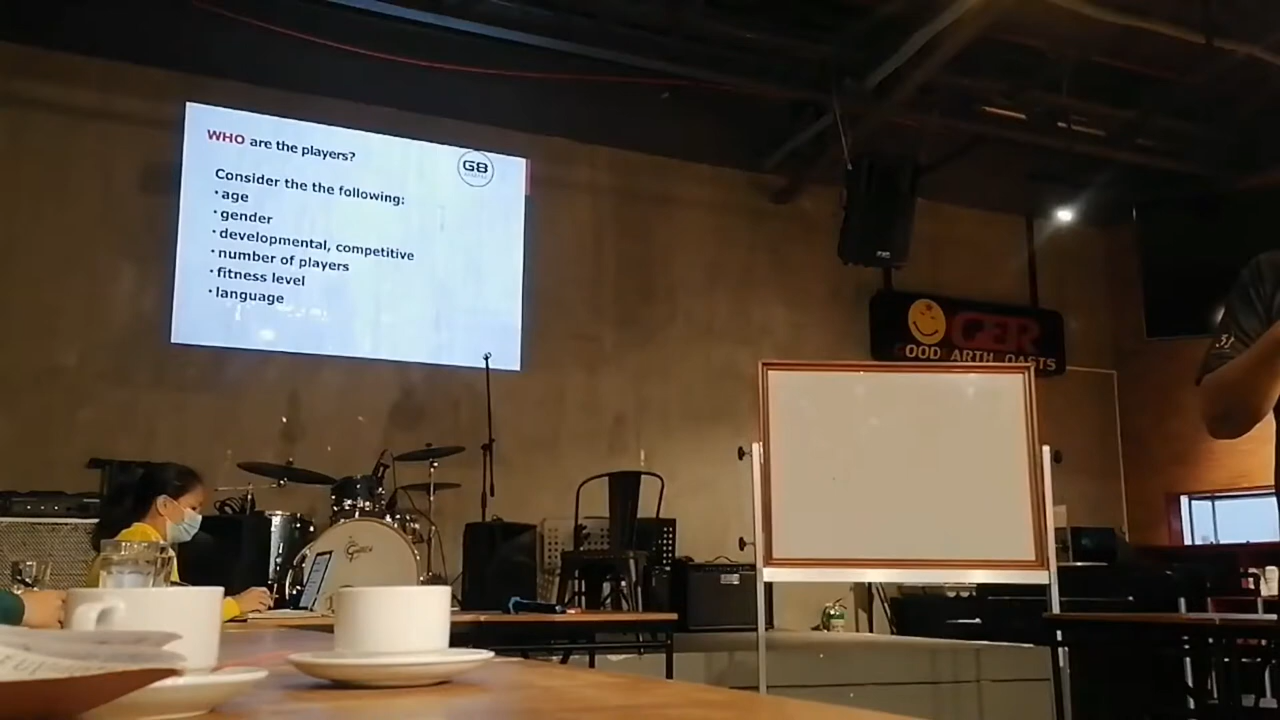 WHO are the players?
G8
Consider the the following:
• age
• gender
• developmental, competitive
• number of players
• fitness level
• language
GER
OOD ARTH OASTS